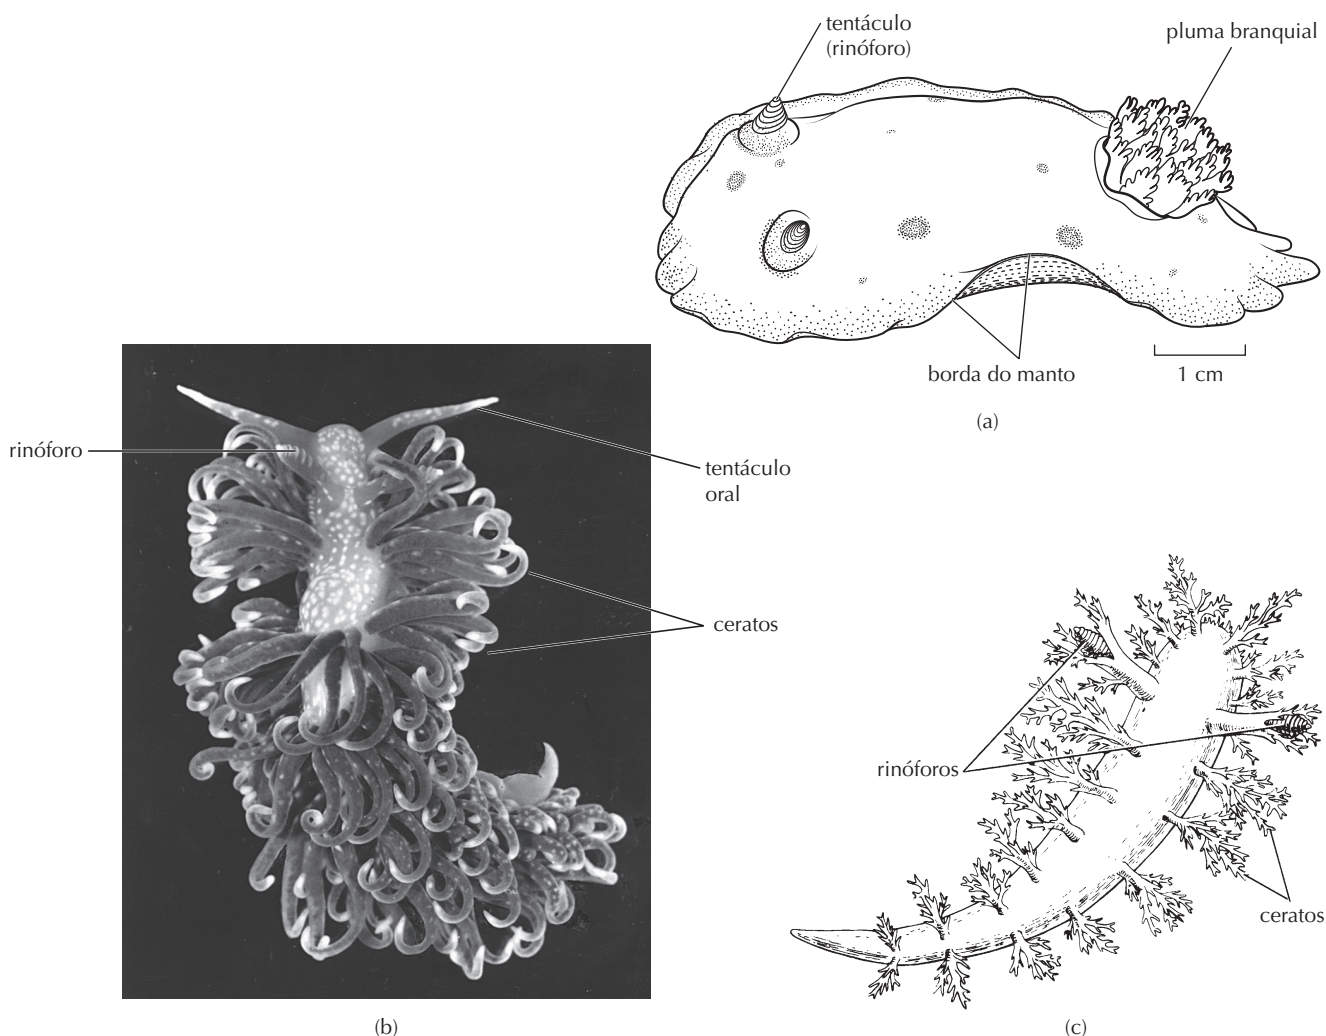 tentáculo
(rinóforo)
pluma branquial
borda do manto
1 cm
(a)
rinóforo
tentáculo
oral
ceratos
(b)
rinóforos
ceratos
(c)